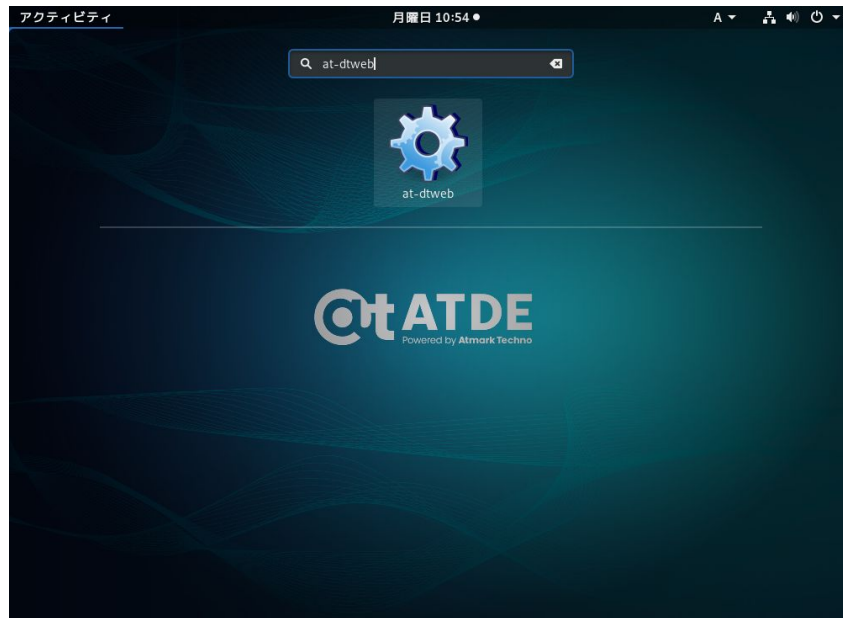 アクティビティ 月曜日 10:54 A
at-dtweb
at-dtweb
at ATDE
Powered by Atmark Techno